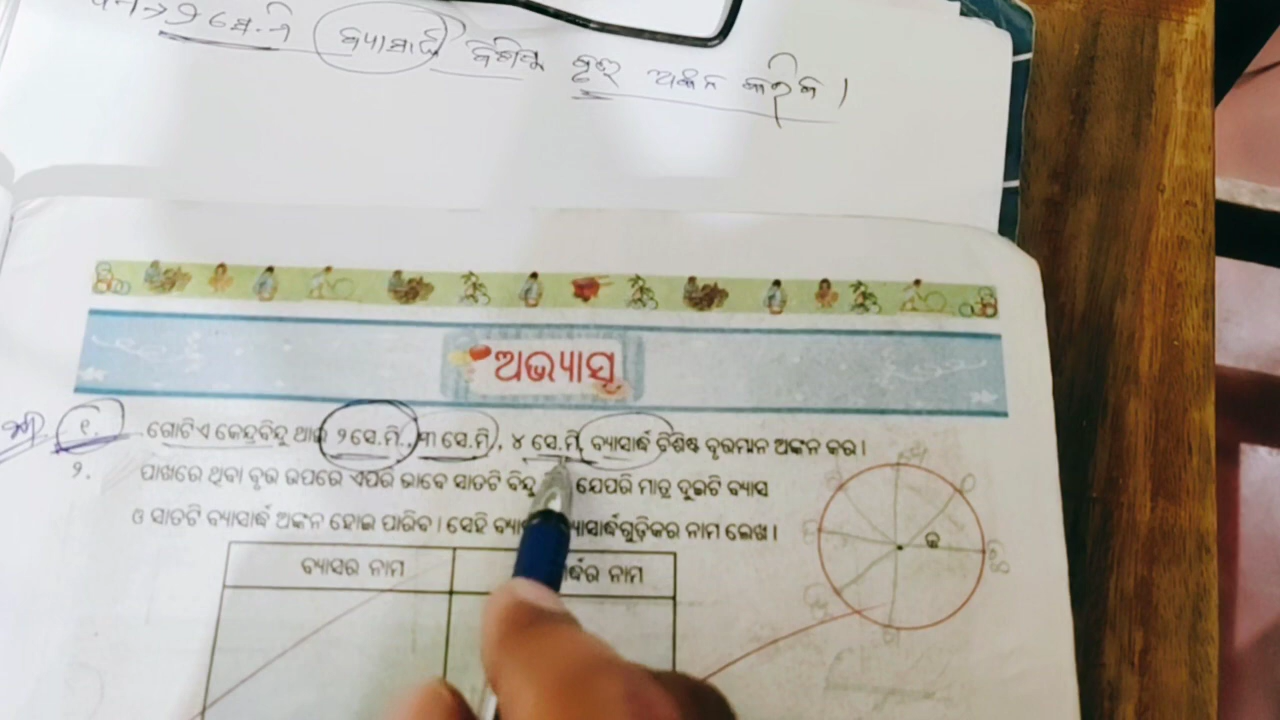 ୨ ସେ.ମି ବ୍ୟାସାର୍ଦ୍ଧ ବିଶିଷ୍ଟ ବୃତ୍ତ ଅଙ୍କନ କରିବା ।
ଅଭ୍ୟାସ
୧. ଗୋଟିଏ କେନ୍ଦ୍ରବିନ୍ଦୁ ଥାଇ ୨ସେ.ମି., ୩ ସେ.ମି., ୪ ସେ.ମି. ବ୍ୟାସାର୍ଦ୍ଧ ବିଶିଷ୍ଟ ବୃତ୍ତମାନ ଅଙ୍କନ କର ।
୨. ପାଖରେ ଥିବା ବୃତ୍ତ ଉପରେ ଏପରି ଭାବେ ସାତଟି ବିନ୍ଦୁ ଯେପରି ମାତ୍ର ଦୁଇଟି ବ୍ୟାସ
ଓ ସାତଟି ବ୍ୟାସାର୍ଦ୍ଧ ଅଙ୍କନ ହୋଇ ପାରିବ । ସେହି ବ୍ୟାସାର୍ଦ୍ଧଗୁଡ଼ିକର ନାମ ଲେଖ ।
ବ୍ୟାସର ନାମ ନାମ